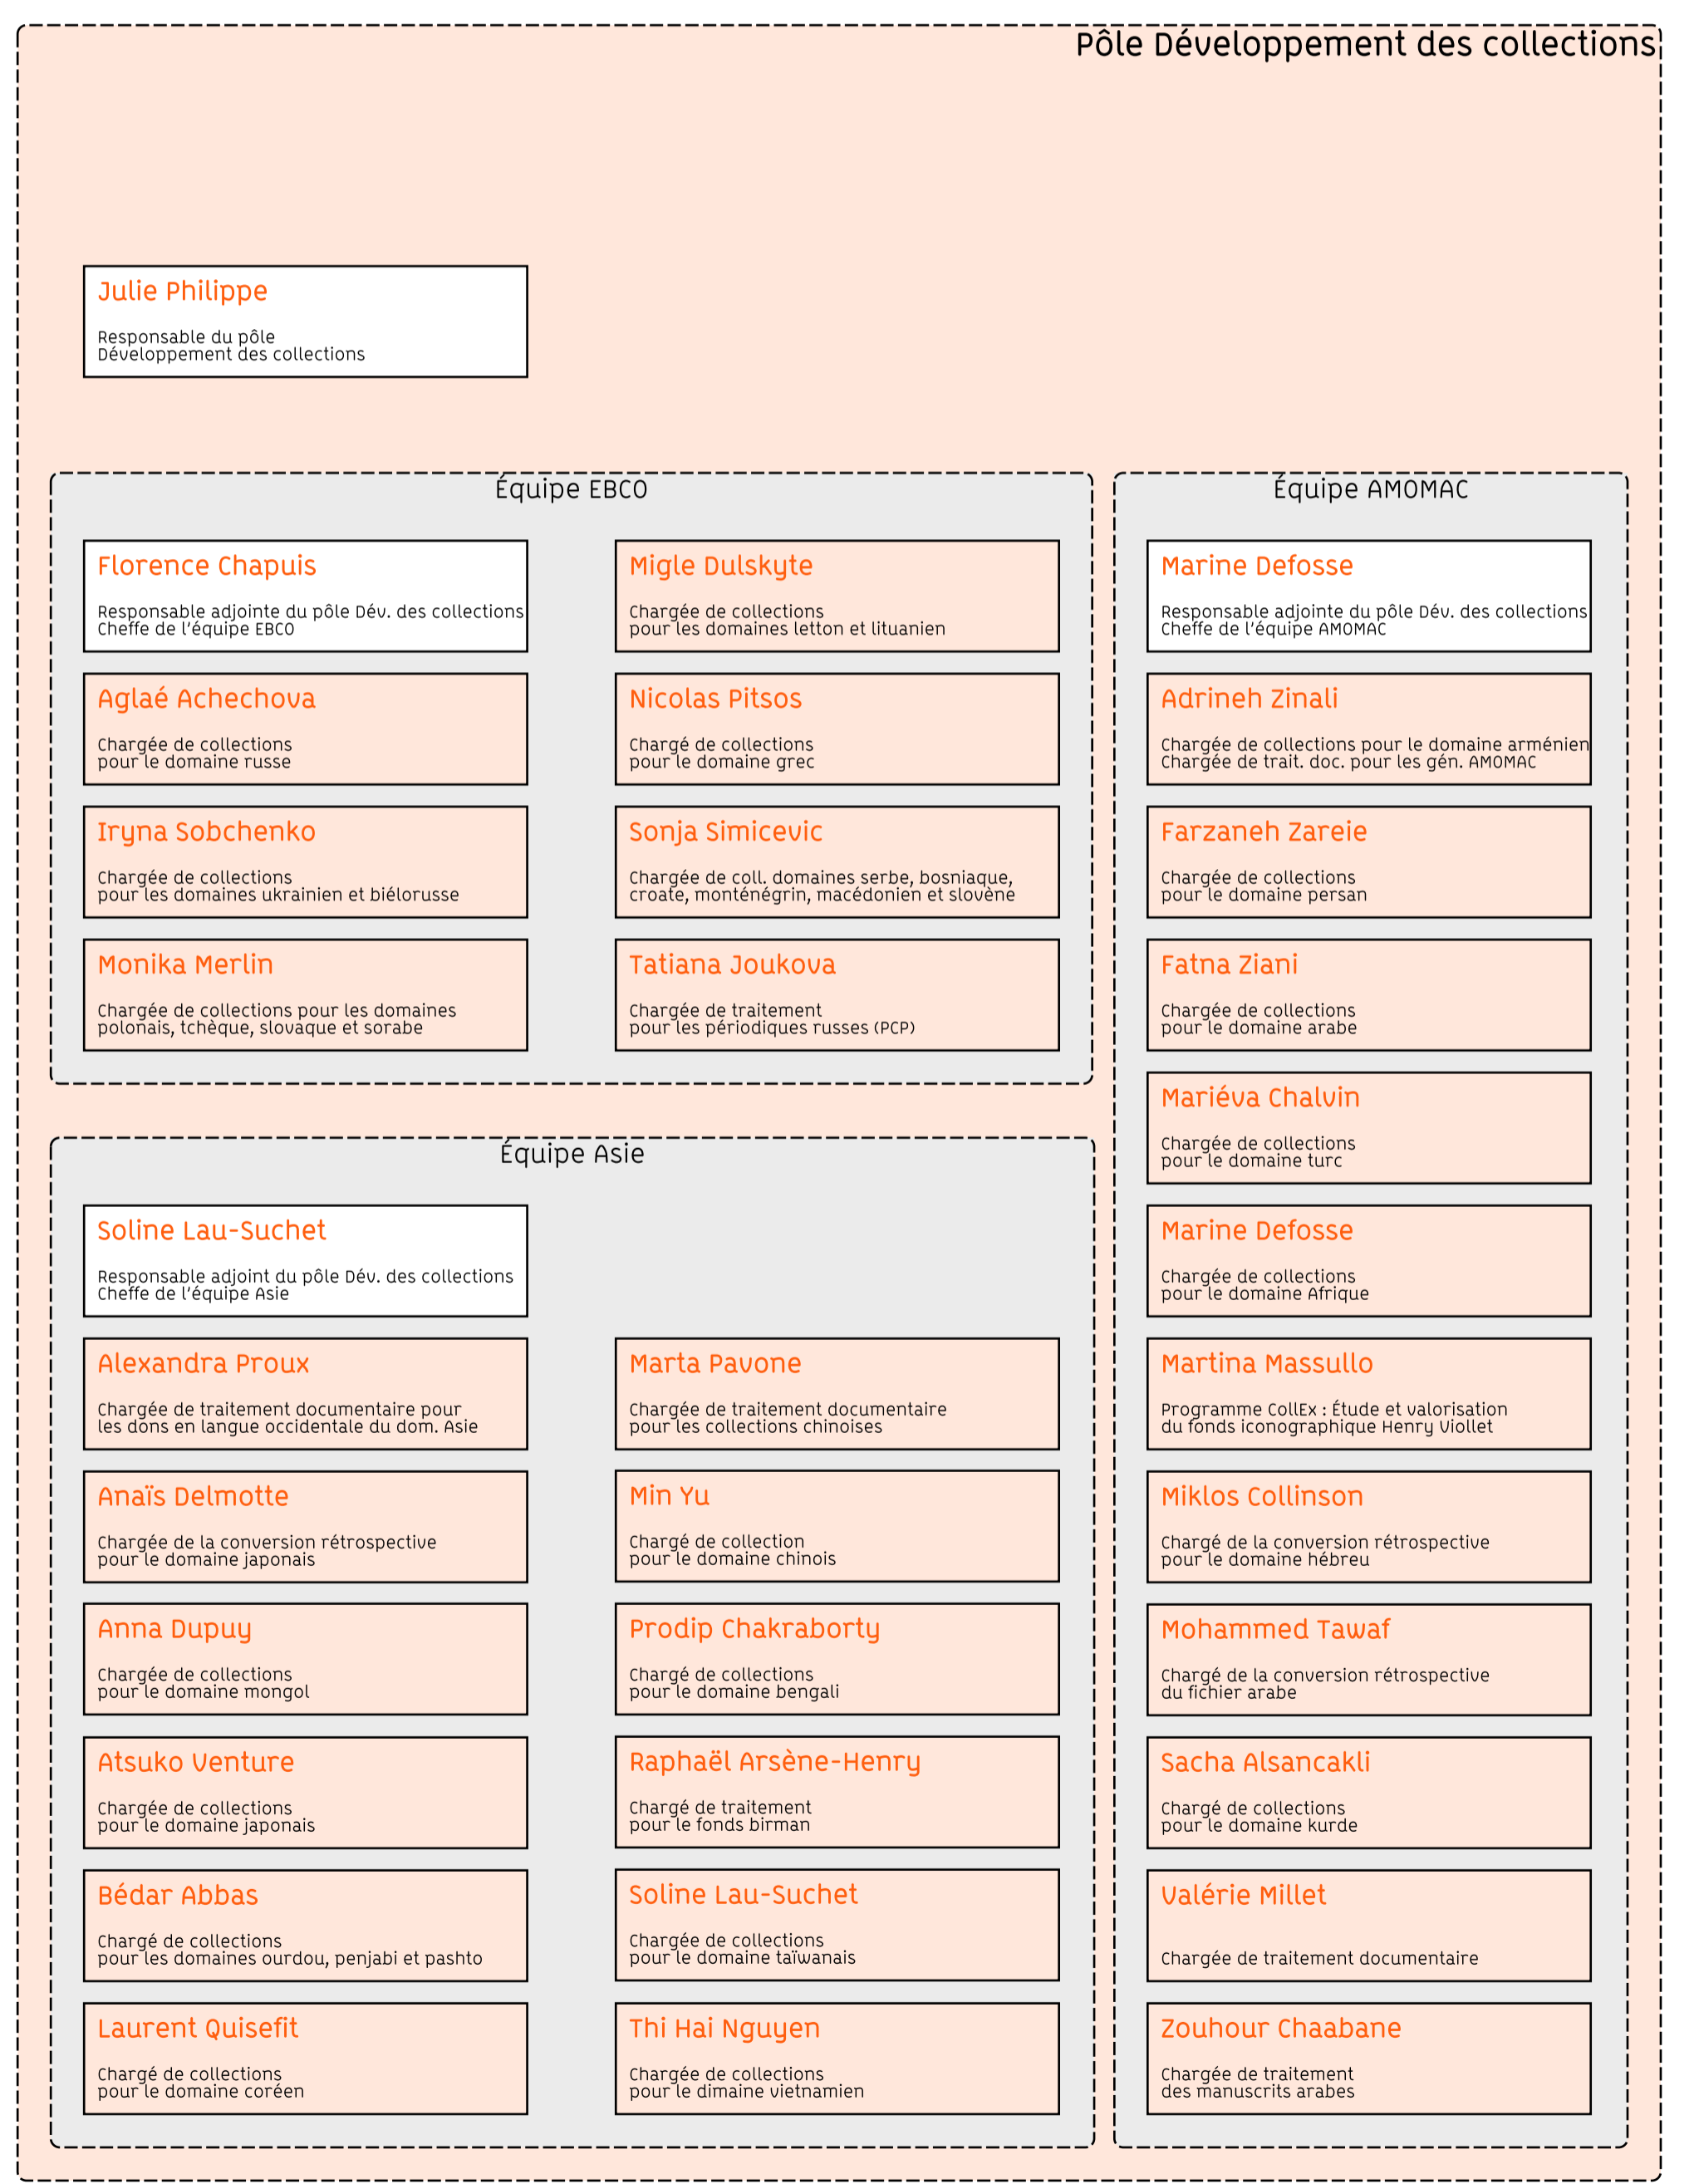 Pôle Développement des collections
Julie Philippe
Responsable du pôle
Développement des collections
Équipe EBCO
Florence Chapuis
Responsable adjointe du pôle Dév. des collections
Cheffe de l'équipe EBCO
Aglaé Achechova
Chargée de collections
pour le domaine russe
Iryna Sobchenko
Chargée de collections
pour les domaines ukrainien et biélorusse
Monika Merlin
Chargée de collections pour les domaines
polonais, tchèque, slovaque et sorabe
Migle Dulskyte
Chargée de collections
pour les domaines letton et lituanien
Nicolas Pitsos
Chargé de collections
pour le domaine grec
Sonja Simicevic
Chargée de coll. domaines serbe, bosniaque,
croate, monténégrin, macédonien et slovène
Tatiana Joukova
Chargée de traitement
pour les périodiques russes (PCP)
Équipe Asie
Soline Lau-Suchet
Responsable adjoint du pôle Dév. des collections
Cheffe de l'équipe Asie
Alexandra Proux
Chargée de traitement documentaire pour
les dons en langue occidentale du dom. Asie
Anaïs Delmotte
Chargée de la conversion rétrospective
pour le domaine japonais
Anna Dupuy
Chargée de collections
pour le domaine mongol
Atsuko Venture
Chargée de collections
pour le domaine japonais
Bédar Abbas
Chargé de collections
pour les domaines ourdou, penjabi et pashto
Laurent Quisefit
Chargé de collections
pour le domaine coréen
Marta Pavone
Chargée de traitement documentaire
pour les collections chinoises
Min Yu
Chargé de collection
pour le domaine chinois
Prodip Chakraborty
Chargé de collections
pour le domaine bengali
Raphaël Arsène-Henry
Chargé de traitement
pour le fonds birman
Soline Lau-Suchet
Chargée de collections
pour le domaine taïwanais
Thi Hai Nguyen
Chargée de collections
pour le dimaine vietnamien
Équipe AMOMAC
Marine Defosse
Responsable adjointe du pôle Dév. des collections
Cheffe de l'équipe AMOMAC
Adrineh Zinali
Chargée de collections pour le domaine arménien
Chargée de trait. doc. pour les gén. AMOMAC
Farzaneh Zareie
Chargée de collections
pour le domaine persan
Fatna Ziani
Chargée de collections
pour le domaine arabe
Mariéva Chalvin
Chargée de collections
pour le domaine turc
Marine Defosse
Chargée de collections
pour le domaine Afrique
Martina Massullo
Programme CollEx : Étude et valorisation
du fonds iconographique Henry Viollet
Miklos Collinson
Chargé de la conversion rétrospective
pour le domaine hébreu
Mohammed Tawaf
Chargé de la conversion rétrospective
du fichier arabe
Sacha Alsancakli
Chargé de collections
pour le domaine kurde
Valérie Millet
Chargée de traitement documentaire
Zouhour Chaabane
Chargée de traitement
des manuscrits arabes